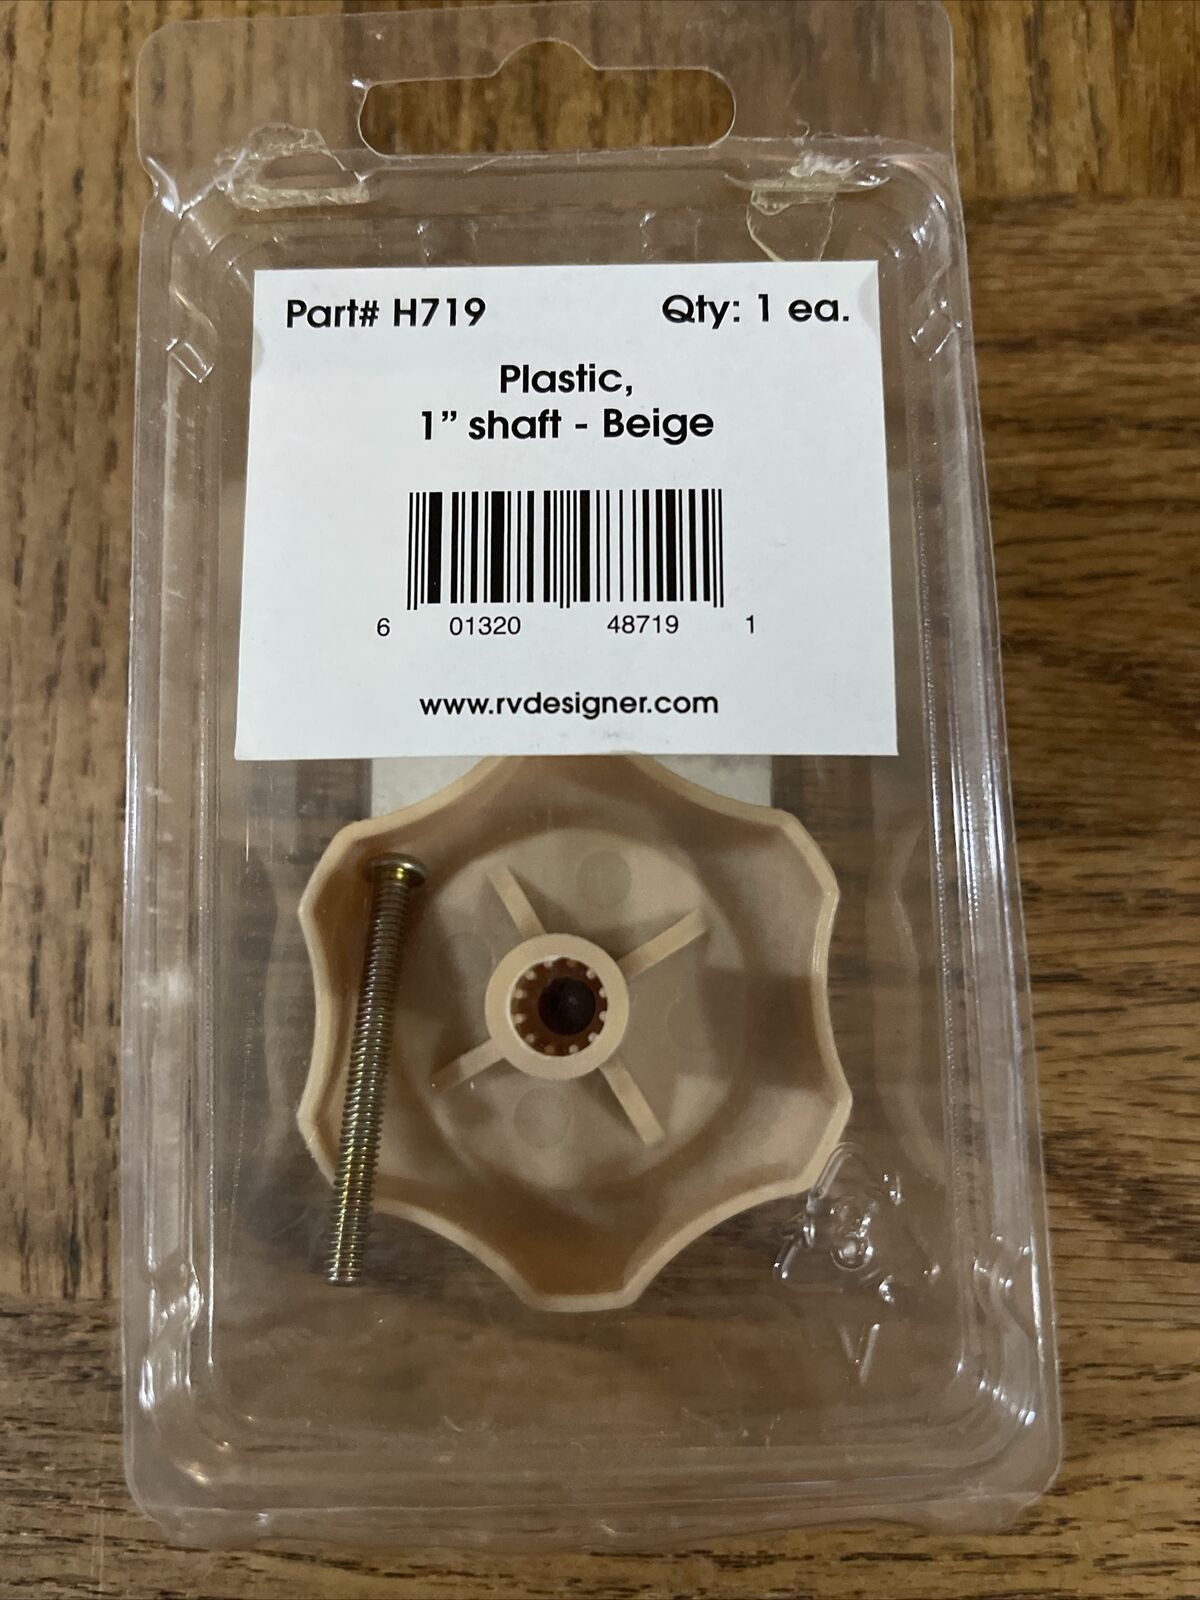 Part# H719 Qty: 1 ea.
Plastic,
1” shaft - Beige
6 01320 48719 1
www.rvdesigner.com
V